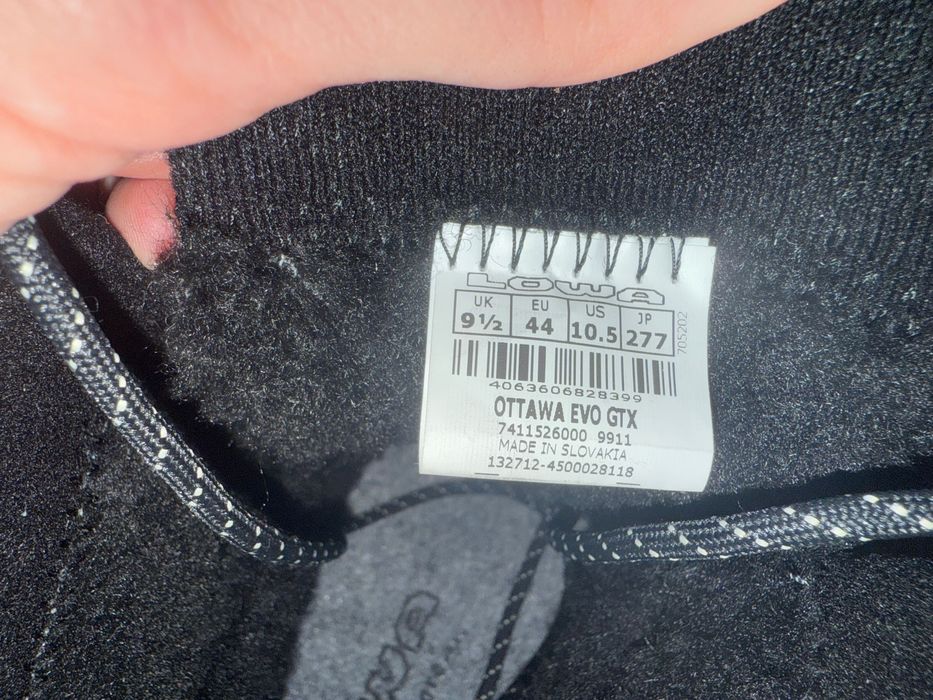 LOWA
UK EU US JP
9½ 44 10.5 277
705202
4063606828399
OTTAWA EVO GTX
7411526000 9911
MADE IN SLOVAKIA
132712-4500028118